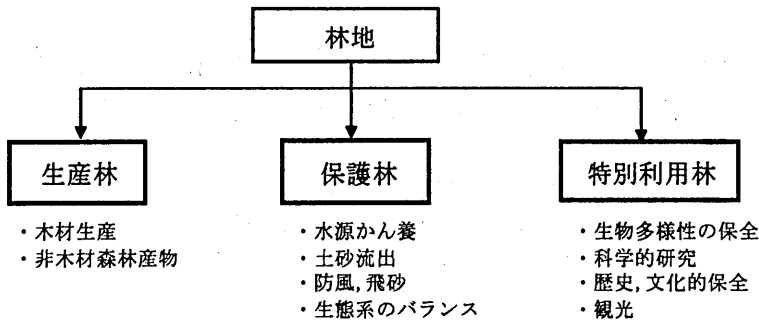 林地
生産林
・木材生産
・非木材森林産物
保護林
・水源かん養
・土砂流出
・防風,飛砂
・生態系のバランス
特別利用林
・生物多様性の保全
・科学的研究
・歴史,文化的保全
・観光